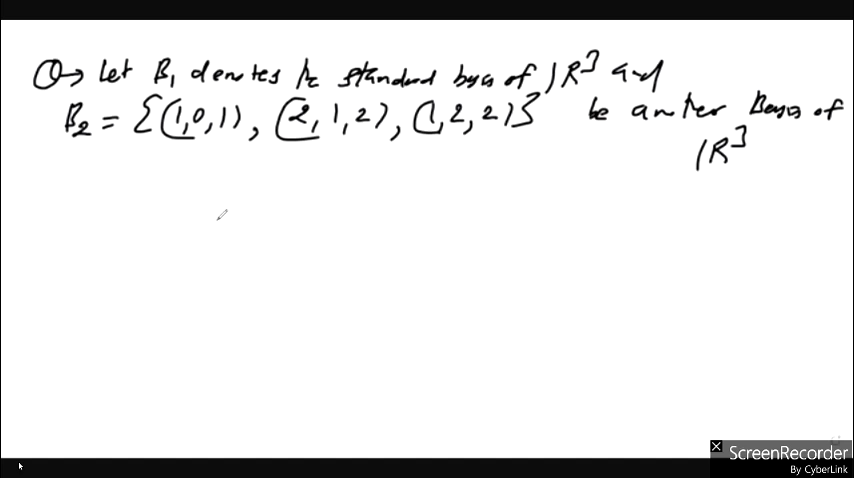 Q→ Let B₁ denotes the standard basis of ℝ³ and
B₂ = {(1,0,1), (2,1,2), (1,2,2)} be another Basis of
ℝ³
ScreenRecorder
By CyberLink